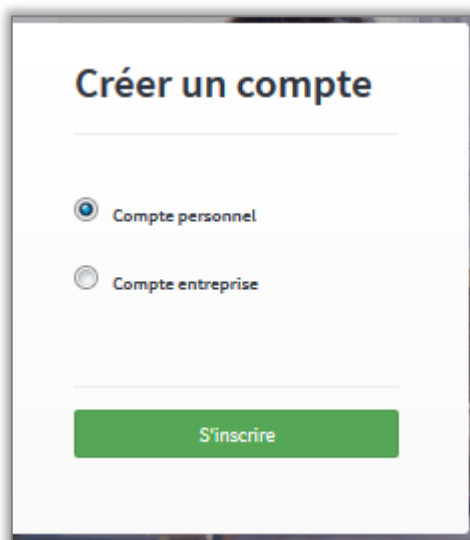 Créer un compte
Compte personnel
Compte entreprise
S'inscrire